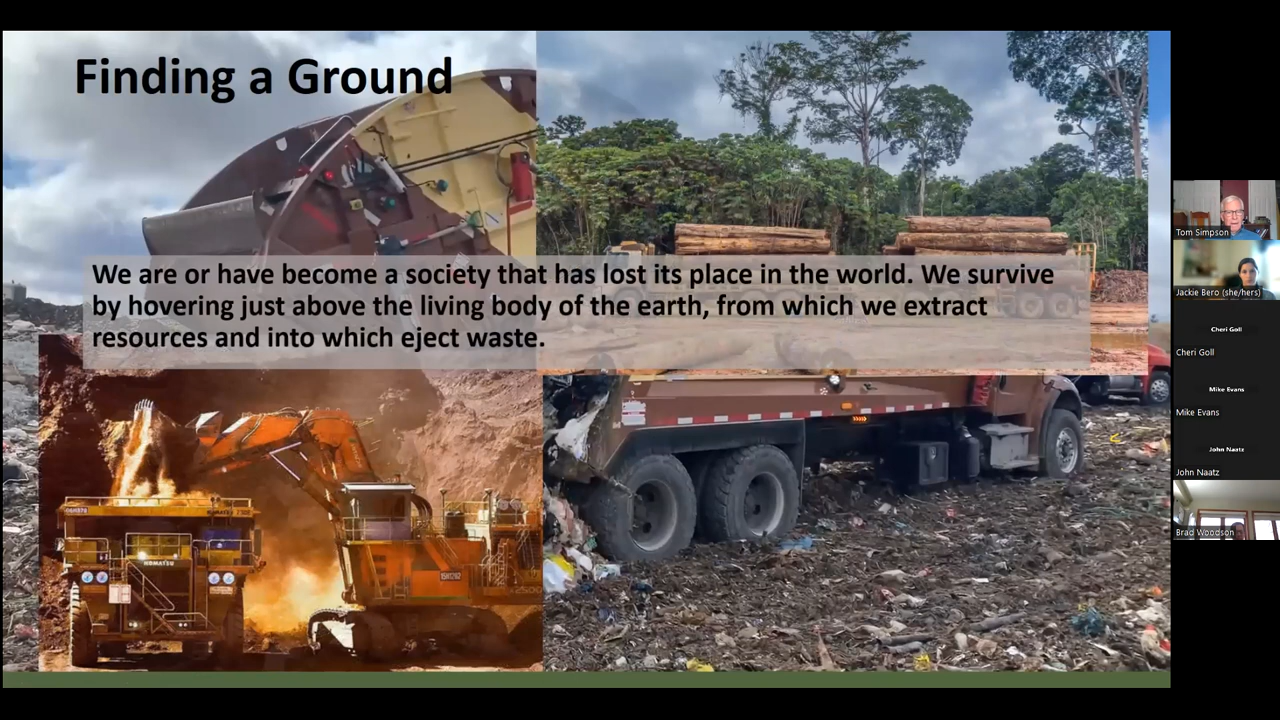 Finding a Ground
We are or have become a society that has lost its place in the world. We survive
by hovering just above the living body of the earth, from which we extract
resources and into which eject waste.
KOMATSU
Tom Simpson
Jackie Bero (she/hers)
Cheri Goll
Cheri Goll
Mike Evans
Mike Evans
John Naatz
John Naatz
Brad Woodson